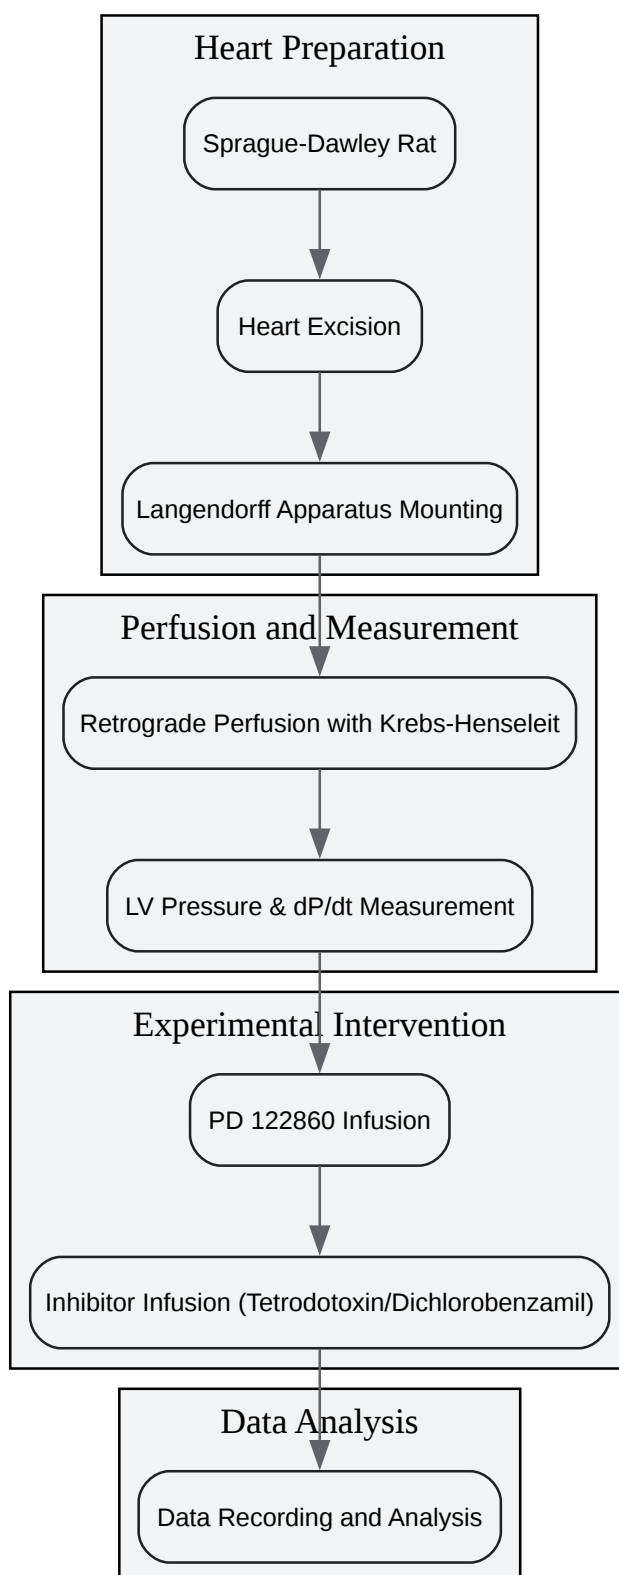 Heart Preparation
Sprague-Dawley Rat
Heart Excision
Langendorff Apparatus Mounting
Perfusion and Measurement
Retrograde Perfusion with Krebs-Henseleit
LV Pressure & dP/dt Measurement
Experimental Intervention
PD 122860 Infusion
Inhibitor Infusion (Tetrodotoxin/Dichlorobenzamil)
Data Analysis
Data Recording and Analysis